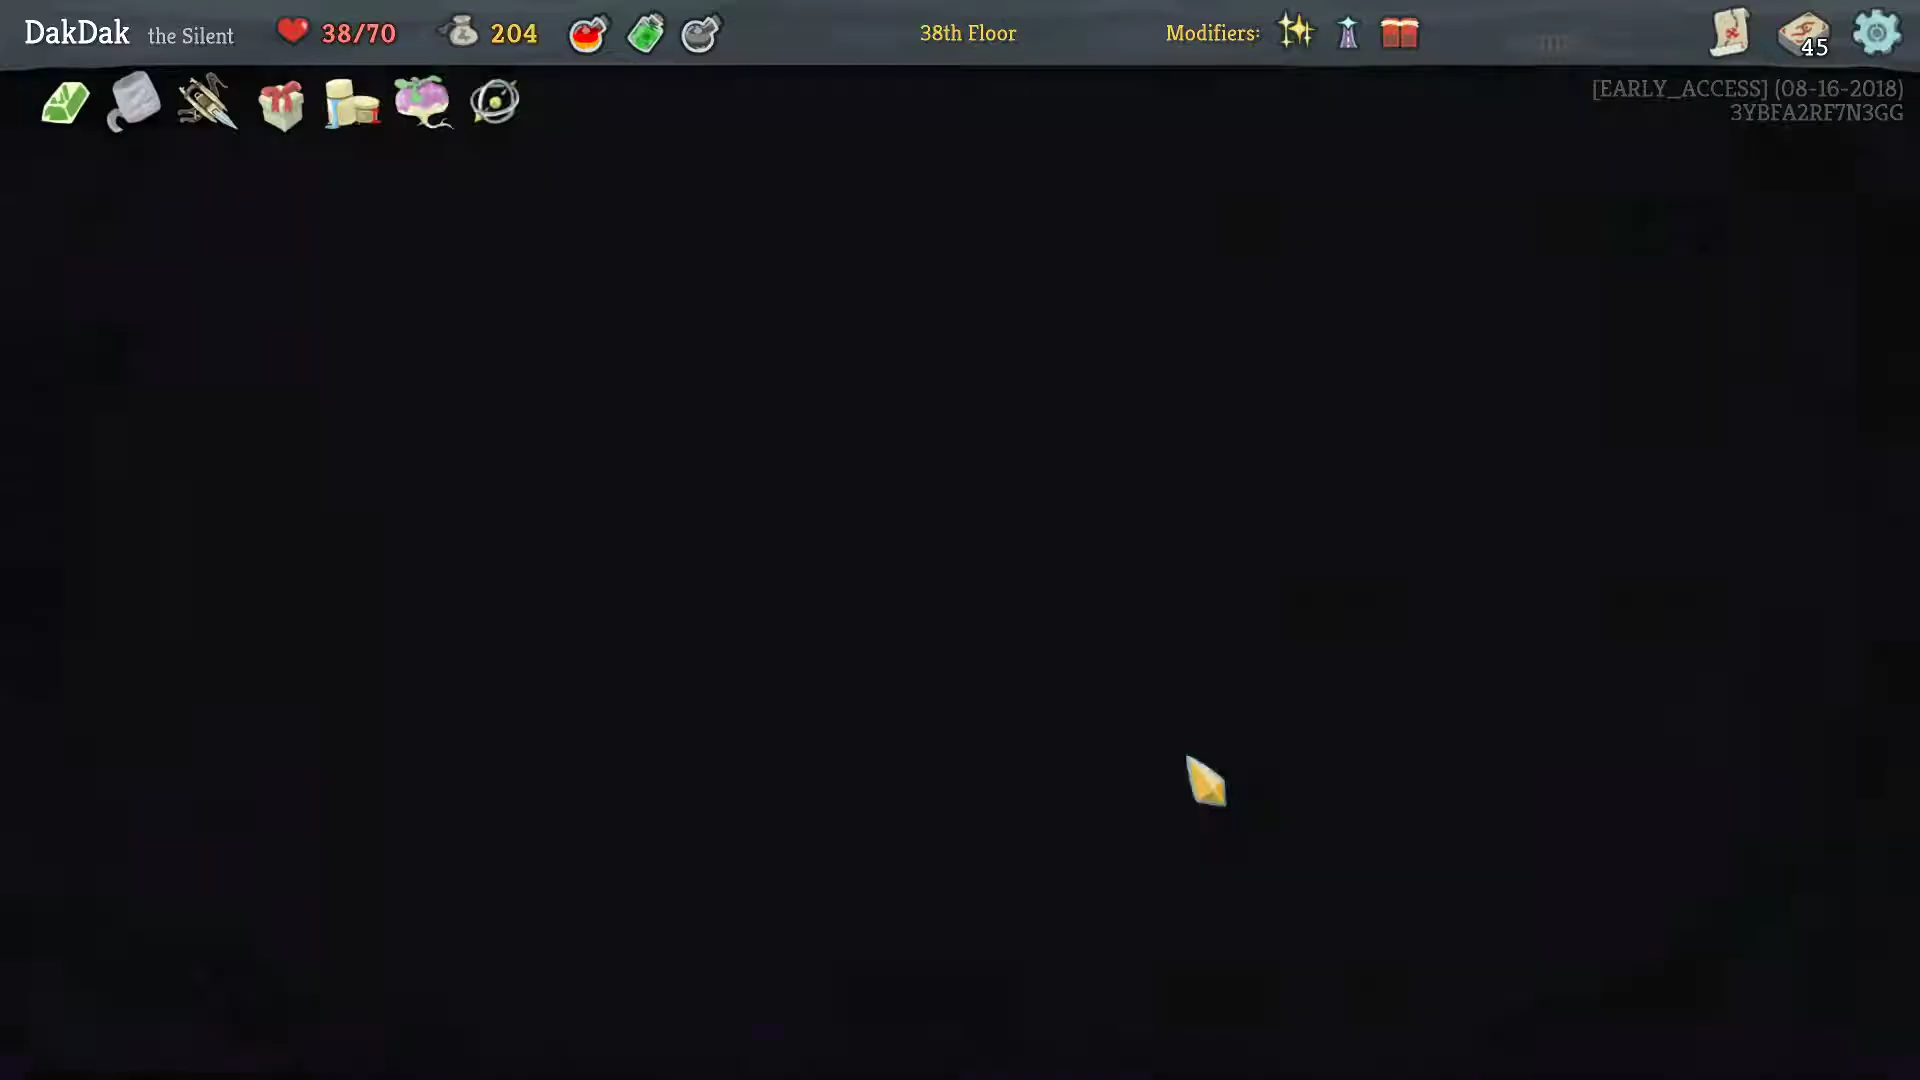 DakDak the Silent 38/70 204 38th Floor Modifiers: 45
[EARLY_ACCESS] (08-16-2018)
3YBFA2RF7N3GG